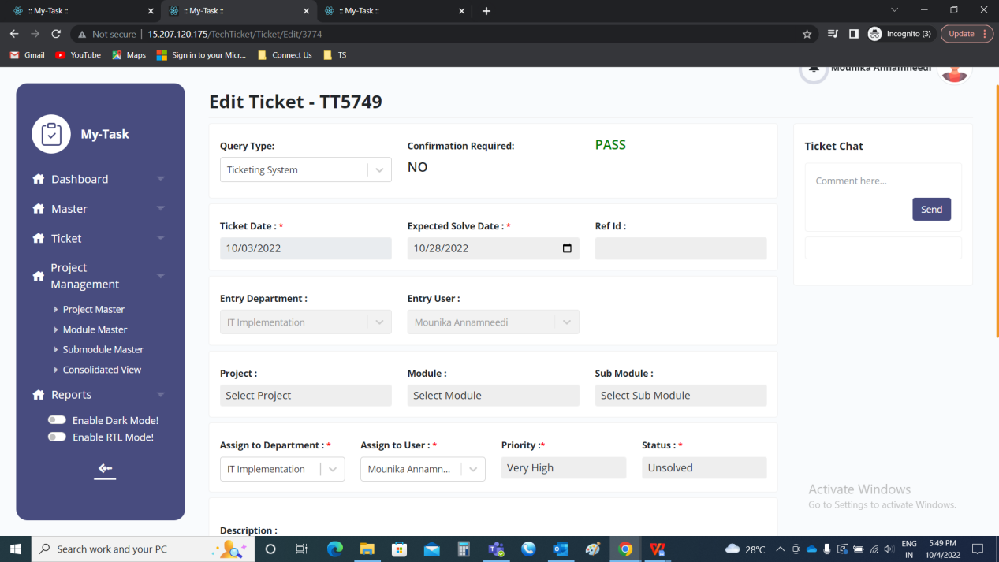 :: My-Task ::
:: My-Task ::
:: My-Task ::
Not secure
15.207.120.175/TechTicket/Ticket/Edit/3774
Incognito (3)
Update
Gmail
YouTube
Maps
Sign in to your Micr...
Connect Us
TS
Mounika Annamneedi
My-Task
Dashboard
Master
Ticket
Project
Management
Project Master
Module Master
Submodule Master
Consolidated View
Reports
Enable Dark Mode!
Enable RTL Mode!
Edit Ticket - TT5749
Query Type:
Confirmation Required:
PASS
Ticketing System
NO
Ticket Date : *
Expected Solve Date : *
Ref Id :
10/03/2022
10/28/2022
Entry Department :
Entry User :
IT Implementation
Mounika Annamneedi
Project :
Module :
Sub Module :
Select Project
Select Module
Select Sub Module
Assign to Department : *
Assign to User : *
Priority :*
Status : *
IT Implementation
Mounika Annamn...
Very High
Unsolved
Description :
Ticket Chat
Comment here...
Send
Activate Windows
Go to Settings to activate Windows.
Search work and your PC
28°C
ENG
IN
5:49 PM
10/4/2022